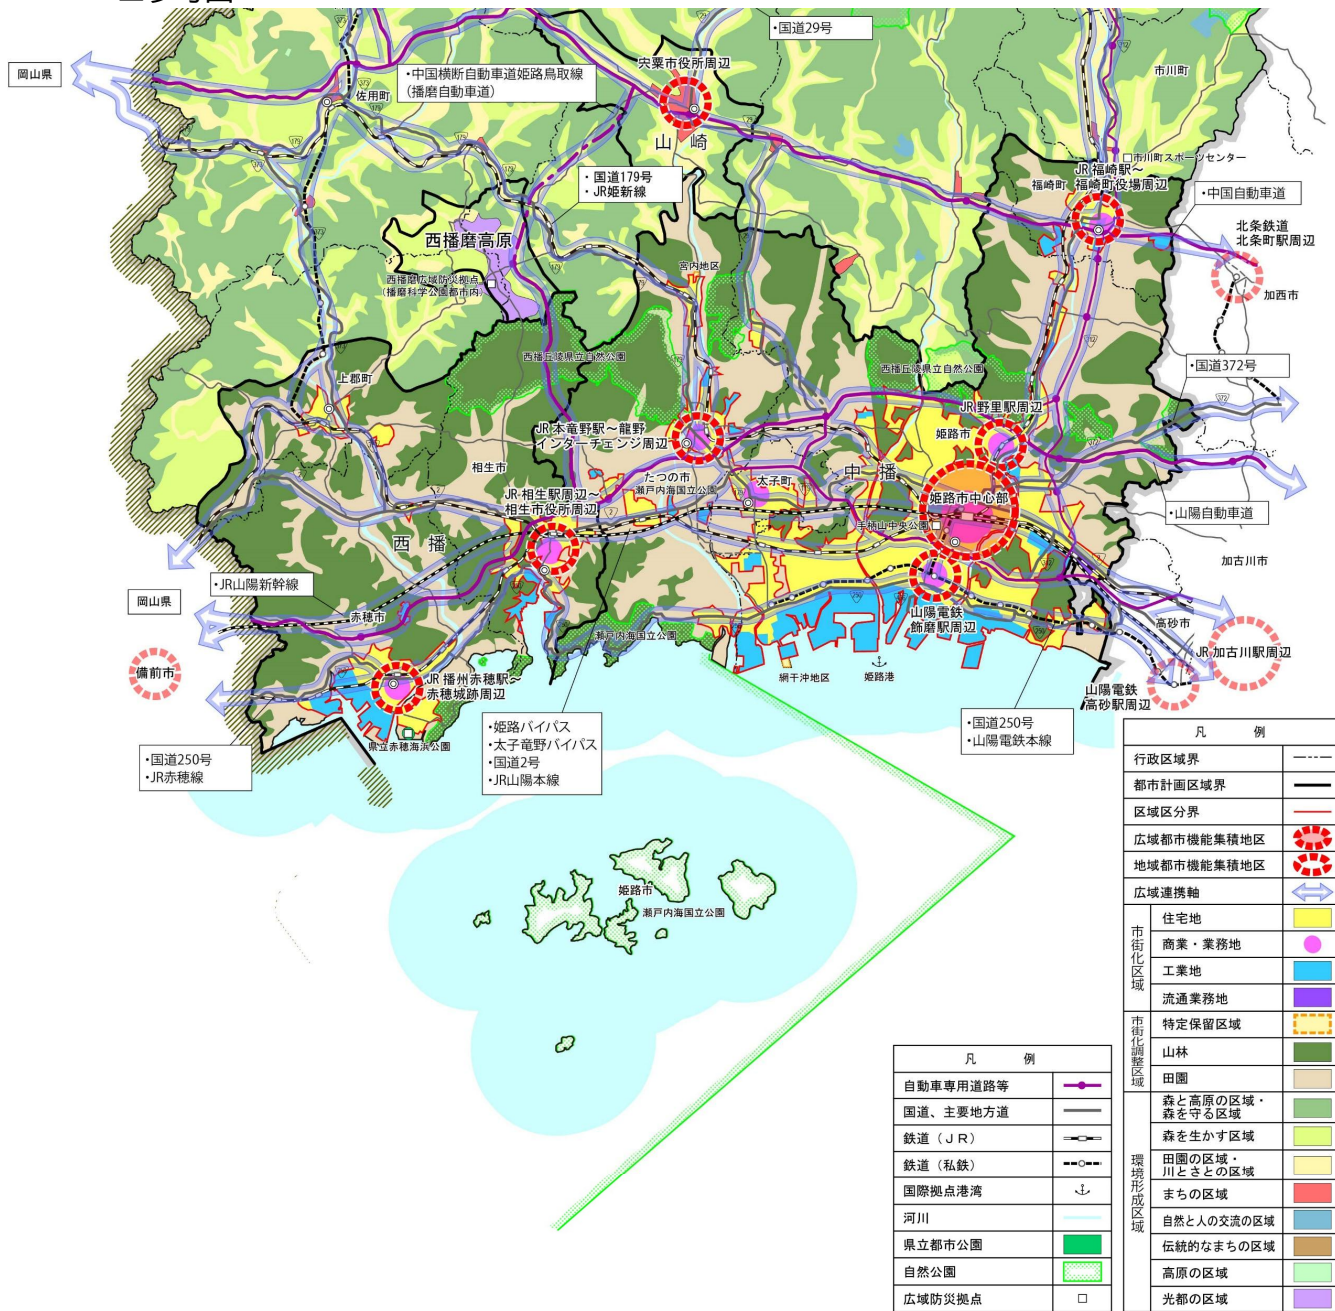 ・国道29号
岡山県
・中国横断自動車道姫路鳥取線
(播磨自動車道)
宍粟市役所周辺
佐用町
市川町
山崎
市川町スポーツセンター
・国道179号
・JR姫新線
JR福崎駅～
福崎町役場周辺
福崎町
・中国自動車道
北条鉄道
北条町駅周辺
加西市
西播磨高原
西播磨広域防災拠点
(播磨科学公園都市内)
宮内地区
西播丘陵県立自然公園
西播丘陵県立自然公園
・国道372号
上郡町
JR本竜野駅～龍野
インターチェンジ周辺
JR野里駅周辺
姫路市
相生市
たつの市
瀬戸内海国立公園
太子町
中播
姫路市中心部
手柄山中央公園
・山陽自動車道
JR相生駅周辺～
相生市役所周辺
西播
加古川市
・JR山陽新幹線
岡山県
赤穂市
山陽電鉄
飾磨駅周辺
高砂市
瀬戸内海国立公園
JR加古川駅周辺
備前市
JR播州赤穂駅～
赤穂城跡周辺
網干沖地区
姫路港
山陽電鉄
高砂駅周辺
県立赤穂海浜公園
・国道250号
・JR赤穂線
・姫路バイパス
・太子竜野バイパス
・国道2号
・JR山陽本線
・国道250号
・山陽電鉄本線
姫路市
瀬戸内海国立公園
凡 例
行政区域界
都市計画区域界
区域区分界
広域都市機能集積地区
地域都市機能集積地区
広域連携軸
市街化区域
住宅地
商業・業務地
工業地
流通業務地
市街化調整区域
特定保留区域
山林
田園
環境形成区域
森と高原の区域・
森を守る区域
森を生かす区域
田園の区域・
川とさとの区域
まちの区域
自然と人の交流の区域
伝統的なまちの区域
高原の区域
光都の区域
凡 例
自動車専用道路等
国道、主要地方道
鉄道(JR)
鉄道(私鉄)
国際拠点港湾
河川
県立都市公園
自然公園
広域防災拠点